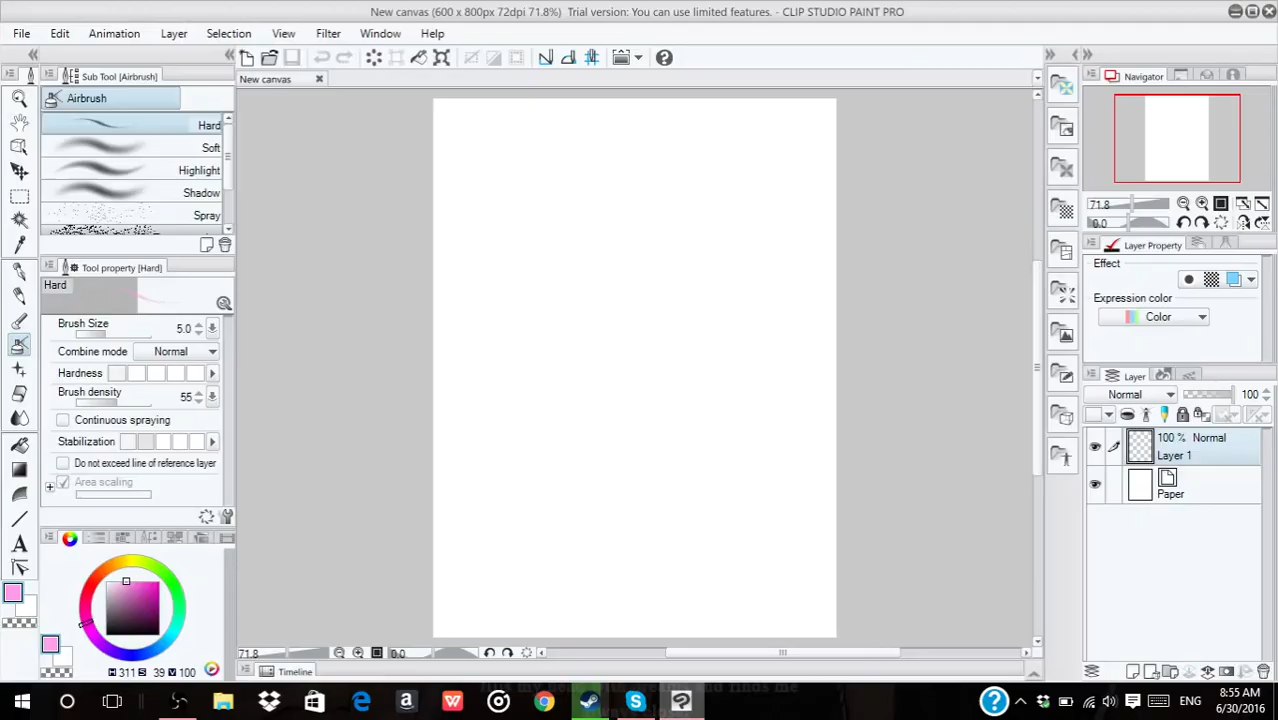 New canvas (600 x 800px 72dpi 71.8%)  Trial version: You can use limited features. - CLIP STUDIO PAINT PRO
File Edit Animation Layer Selection View Filter Window Help
Sub Tool [Airbrush]
New canvas
Navigator
Airbrush
Hard
Soft
Highlight
Shadow
Spray
71.8
0.0
Tool property [Hard]
Hard
Brush Size 5.0
Combine mode Normal
Hardness
Brush density 55
Continuous spraying
Stabilization
Do not exceed line of reference layer
Area scaling
Layer Property
Effect
Expression color
Color
Layer
Normal 100
100 % Normal
Layer 1
Paper
H 311 S 39 V 100
71.8 0.0
Timeline
ENG
8:55 AM
6/30/2016